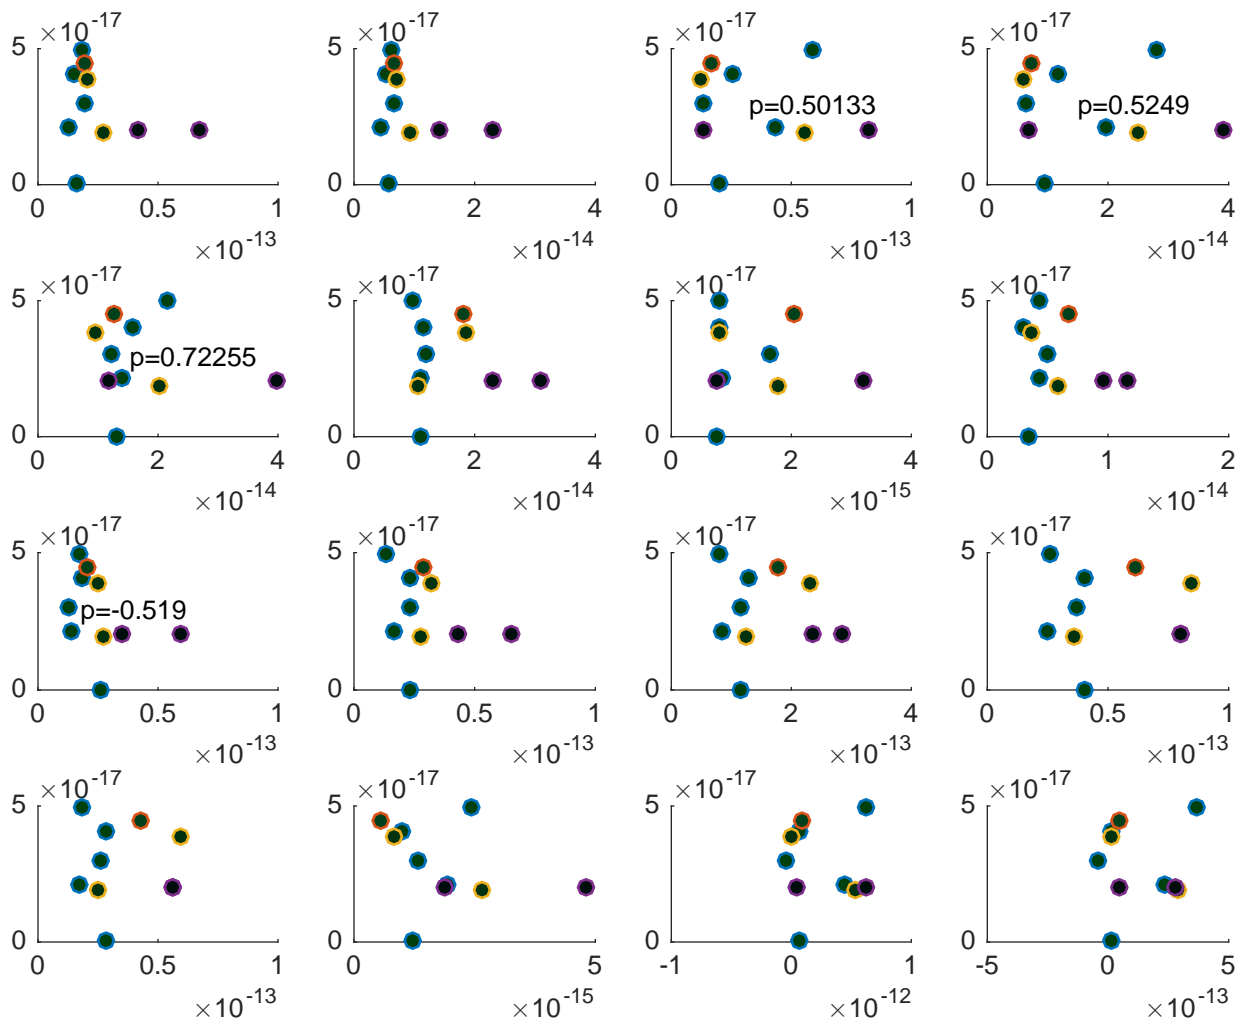 ×10-17 ×10-17 ×10-17 ×10-17
5 5 5 5
p=0.50133 p=0.5249
0 0 0 0
0 0.5 1 0 2 4 0 0.5 1 0 2 4
×10-13 ×10-14 ×10-13 ×10-14
×10-17 ×10-17 ×10-17 ×10-17
5 5 5 5
p=0.72255
0 0 0 0
0 2 4 0 2 4 0 2 4 0 1 2
×10-14 ×10-14 ×10-15 ×10-14
×10-17 ×10-17 ×10-17 ×10-17
5 5 5 5
p=-0.519
0 0 0 0
0 0.5 1 0 0.5 1 0 2 4 0 0.5 1
×10-13 ×10-13 ×10-13 ×10-13
×10-17 ×10-17 ×10-17 ×10-17
5 5 5 5
0 0 0 0
0 0.5 1 0 5 -1 0 1 -5 0 5
×10-13 ×10-15 ×10-12 ×10-13